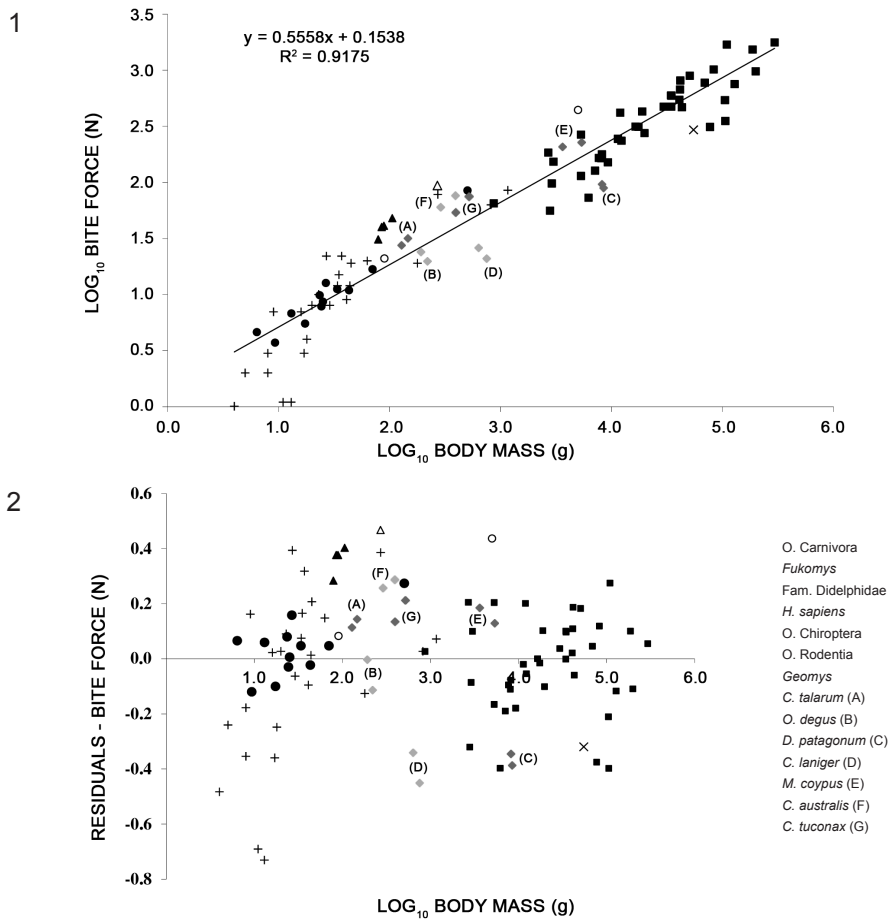 1
y = 0.5558x + 0.1538
R² = 0.9175
LOG₁₀ BITE FORCE (N)
3.5
3.0
2.5
2.0
1.5
1.0
0.5
0.0
(A)
(B)
(C)
(D)
(E)
(F)
(G)
0.0 1.0 2.0 3.0 4.0 5.0 6.0
LOG₁₀ BODY MASS (g)
2
RESIDUALS - BITE FORCE (N)
0.6
0.4
0.2
0.0
-0.2
-0.4
-0.6
-0.8
1.0 2.0 3.0 4.0 5.0 6.0
(A)
(B)
(C)
(D)
(E)
(F)
(G)
LOG₁₀ BODY MASS (g)
O. Carnivora
Fukomys
Fam. Didelphidae
H. sapiens
O. Chiroptera
O. Rodentia
Geomys
C. talarum (A)
O. degus (B)
D. patagonum (C)
C. laniger (D)
M. coypus (E)
C. australis (F)
C. tuconax (G)